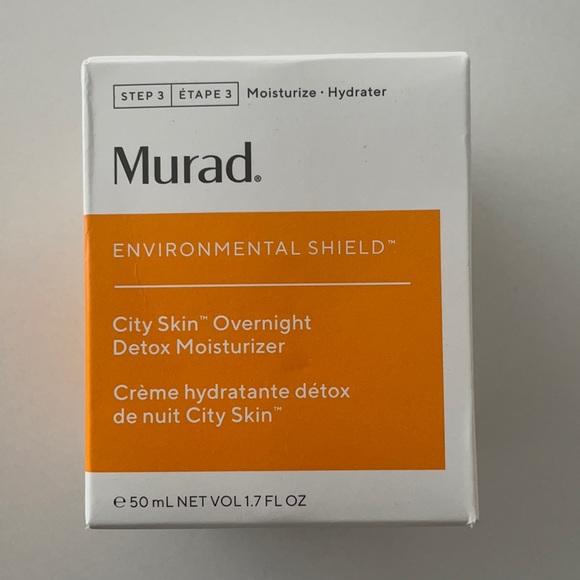 STEP 3 ÉTAPE 3 Moisturize · Hydrater
Murad®
ENVIRONMENTAL SHIELD™
City Skin™ Overnight
Detox Moisturizer
Crème hydratante détox
de nuit City Skin™
℮ 50 mL NET VOL 1.7 FL OZ